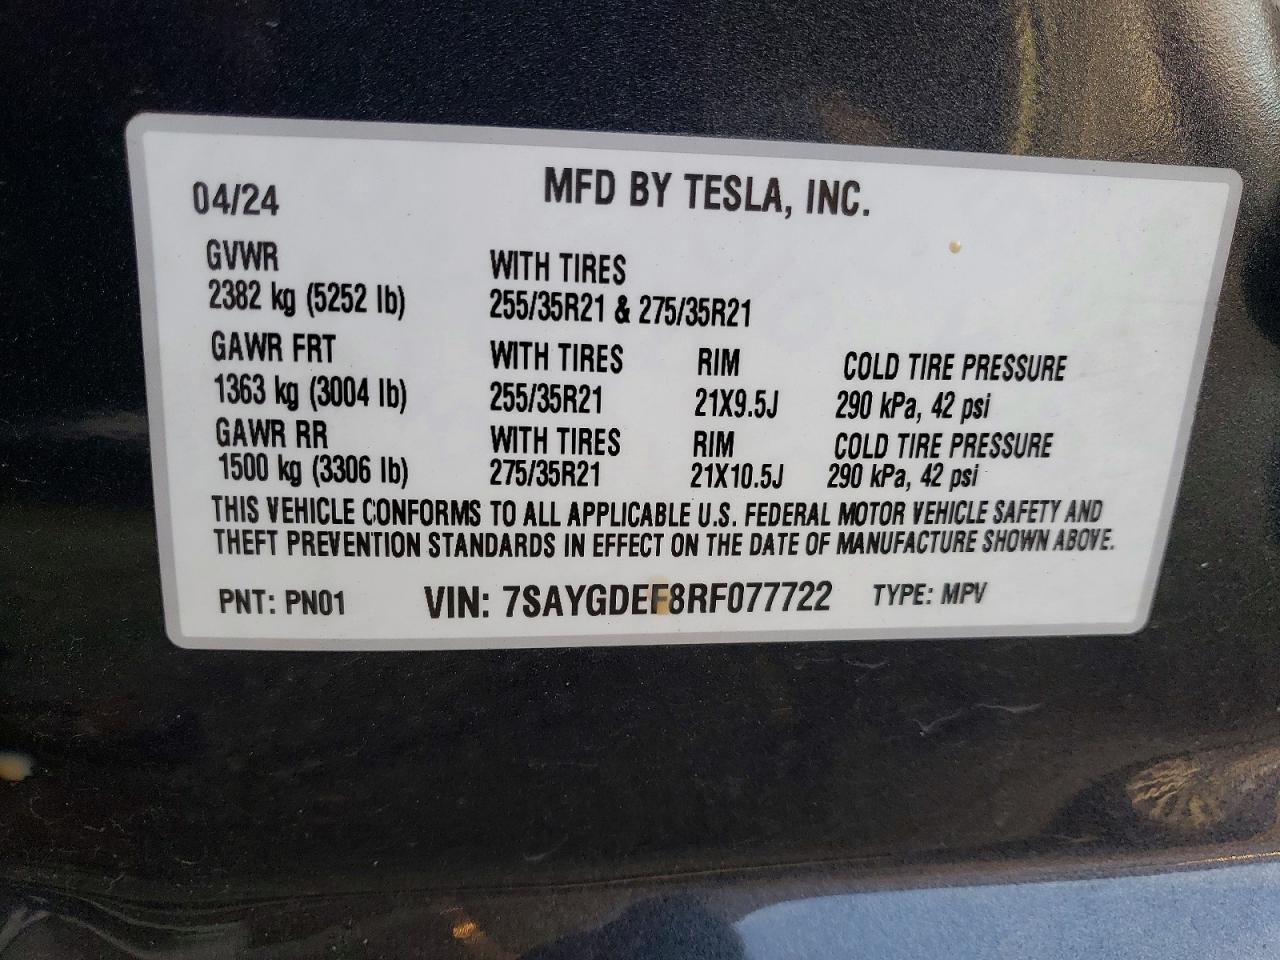 04/24 MFD BY TESLA, INC.
GVWR WITH TIRES
2382 kg (5252 lb) 255/35R21 & 275/35R21
GAWR FRT WITH TIRES RIM COLD TIRE PRESSURE
1363 kg (3004 lb) 255/35R21 21X9.5J 290 kPa, 42 psi
GAWR RR WITH TIRES RIM COLD TIRE PRESSURE
1500 kg (3306 lb) 275/35R21 21X10.5J 290 kPa, 42 psi
THIS VEHICLE CONFORMS TO ALL APPLICABLE U.S. FEDERAL MOTOR VEHICLE SAFETY AND
THEFT PREVENTION STANDARDS IN EFFECT ON THE DATE OF MANUFACTURE SHOWN ABOVE.
PNT: PN01 VIN: 7SAYGDEF8RF077722 TYPE: MPV